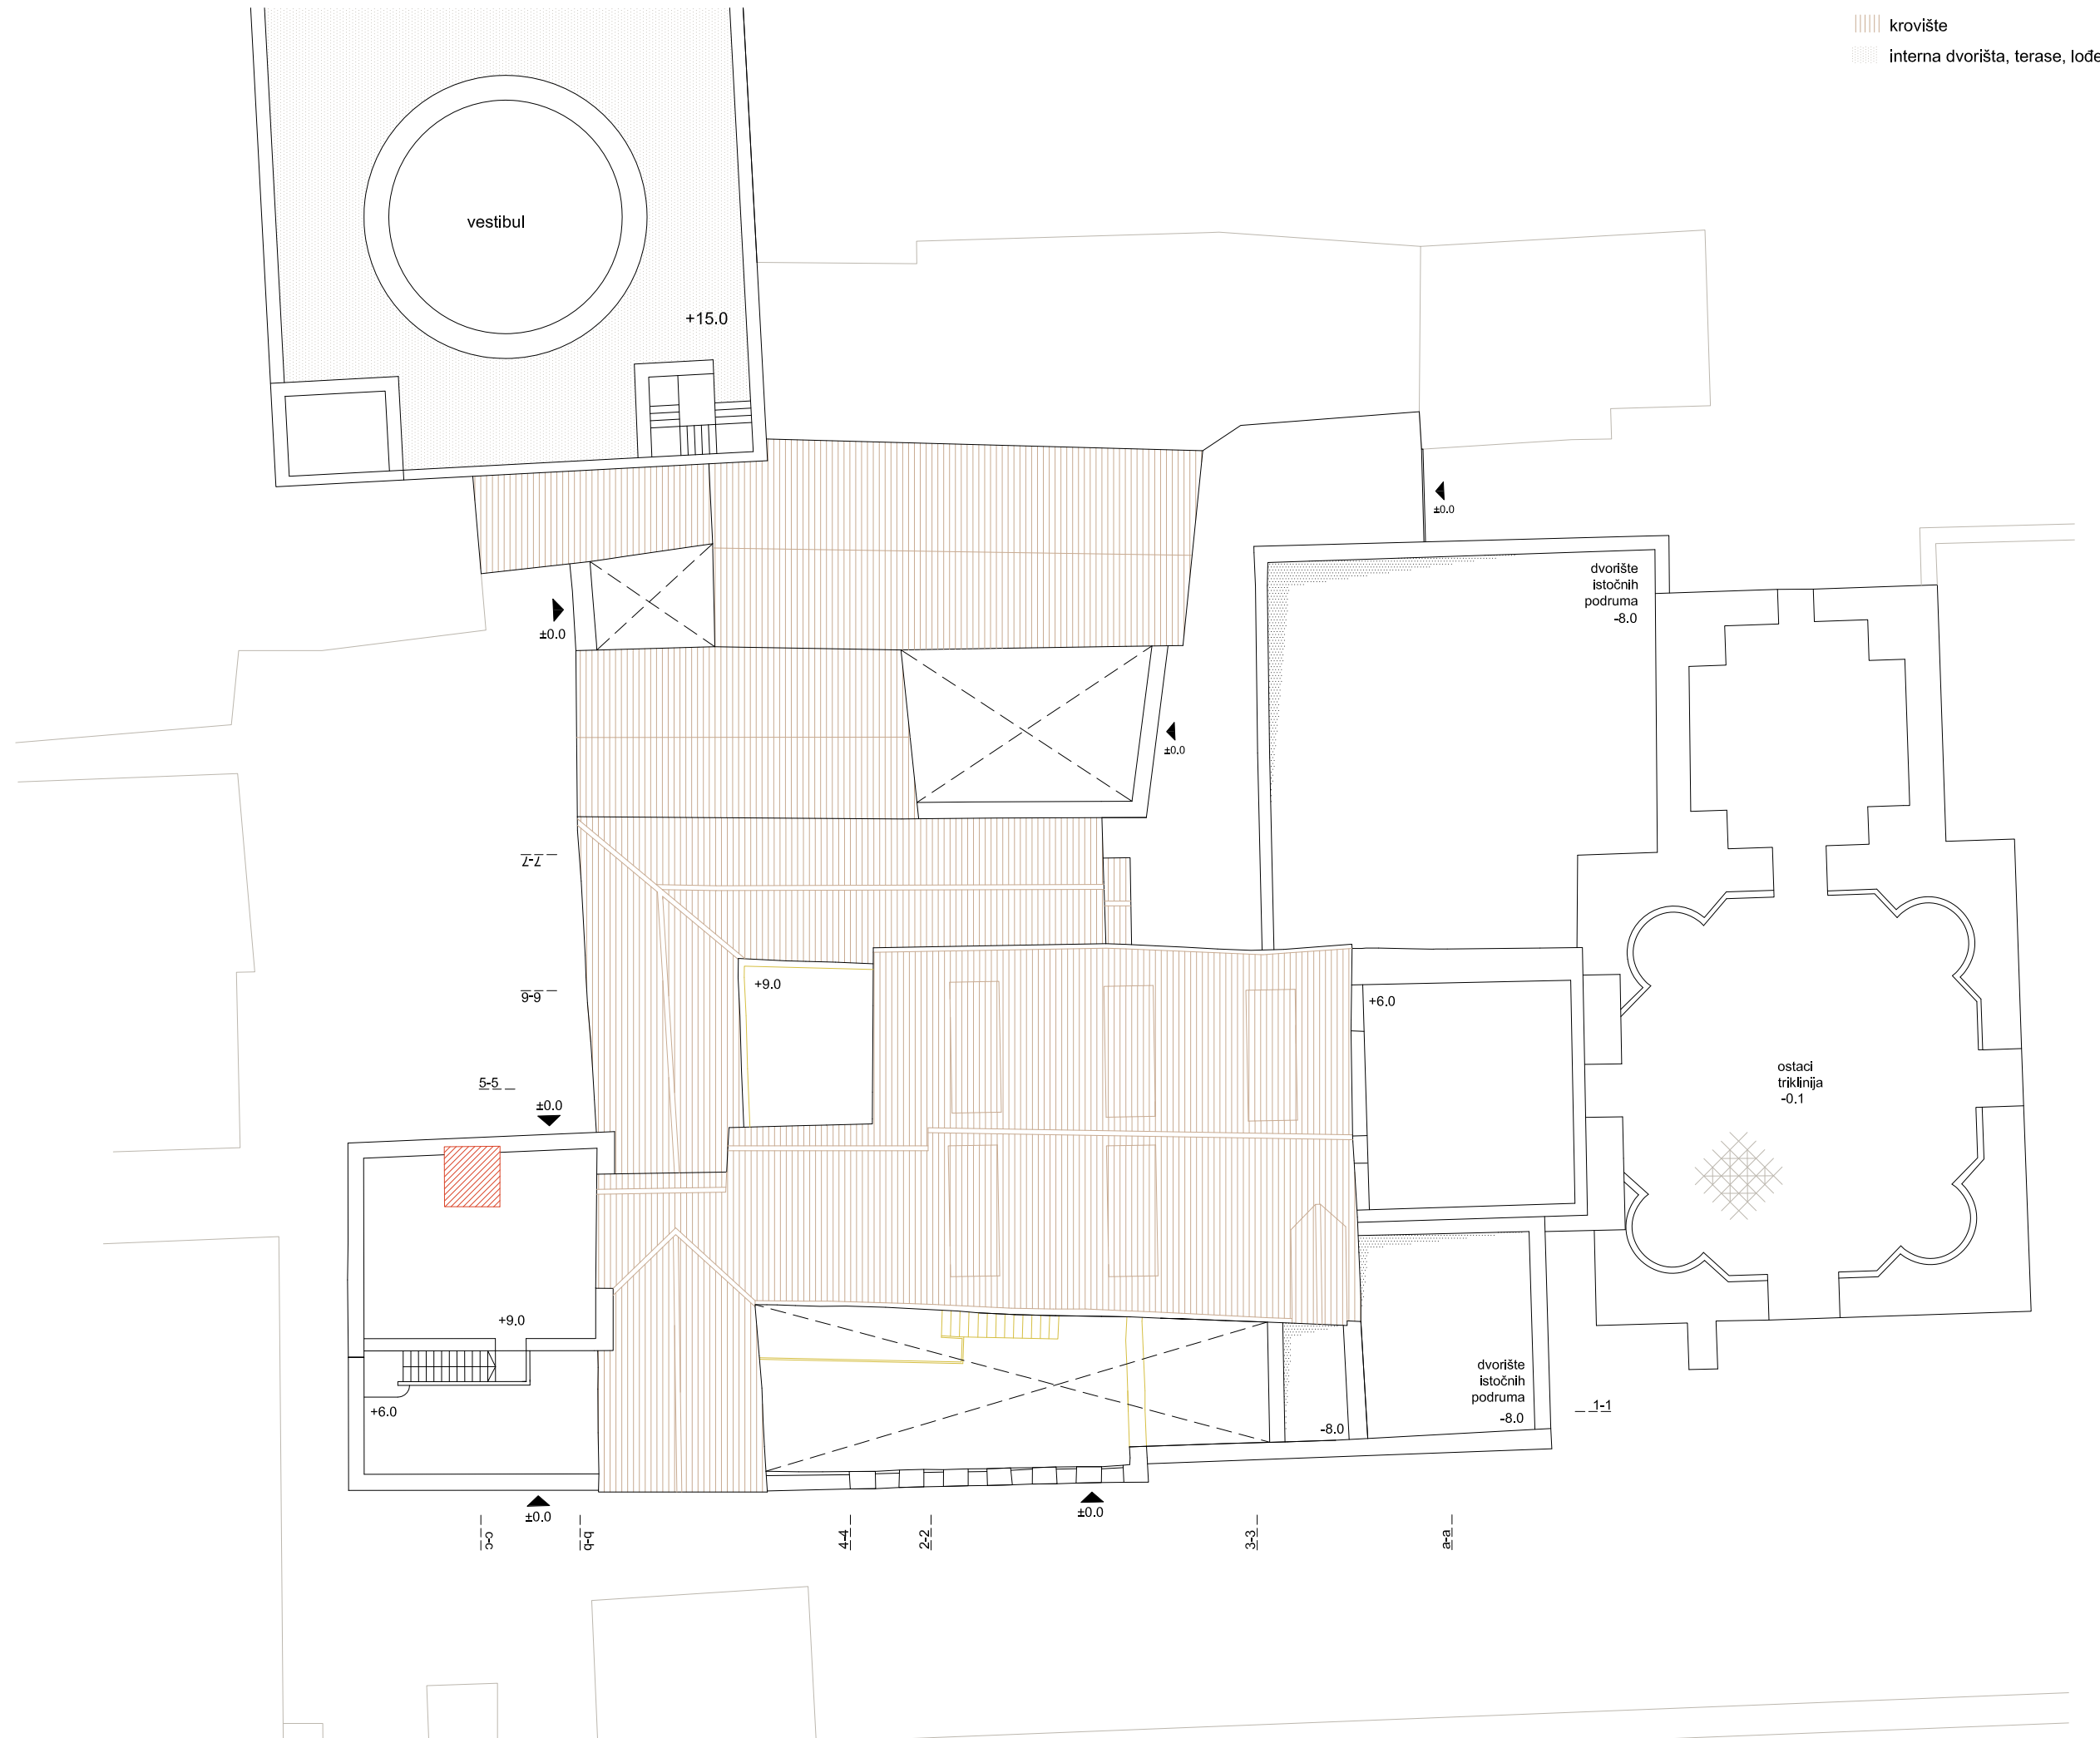 krovište
interna dvorišta, terase, lođe
vestibul
+15.0
±0.0
dvorište
istočnih
podruma
-8.0
±0.0
±0.0
7-7
+9.0
6-6
+6.0
5-5
±0.0
ostaci
triklinija
-0.1
+9.0
dvorište
istočnih
podruma
-8.0
+6.0
-8.0
1-1
±0.0
±0.0
c-c
b-b
4-4
2-2
3-3
a-a